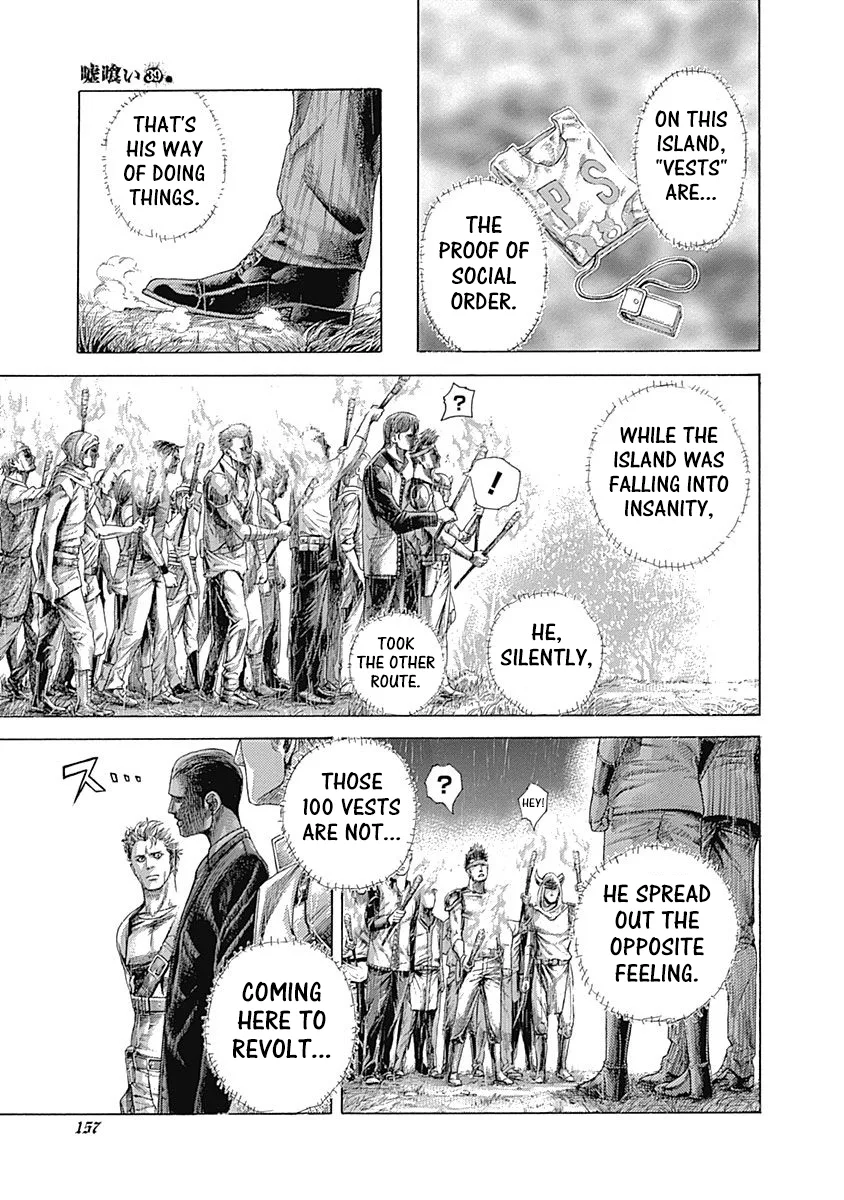 嘘喰い 39
ON THIS
ISLAND,
"VESTS"
ARE...
THE
PROOF OF
SOCIAL
ORDER.
P S
THAT'S
HIS WAY
OF DOING
THINGS.
WHILE THE
ISLAND WAS
FALLING INTO
INSANITY,
?
!
HE,
SILENTLY,
TOOK
THE OTHER
ROUTE.
HE SPREAD
OUT THE
OPPOSITE
FEELING.
HEY!
?
THOSE
100 VESTS
ARE NOT...
COMING
HERE TO
REVOLT...
ス...
157